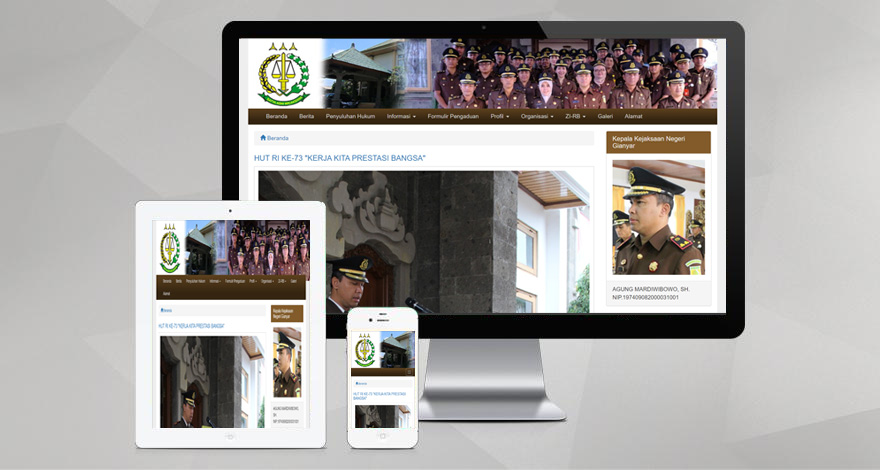 Beranda Berita Penyuluhan Hukum Informasi Formulir Pengaduan Profil Organisasi ZI-RB Galeri Alamat
Beranda
HUT RI KE-73 "KERJA KITA PRESTASI BANGSA"
Kepala Kejaksaan Negeri
Gianyar
AGUNG MARDIWIBOWO, SH.
NIP.197409082000031001
Beranda Berita Penyuluhan Hukum Informasi Formulir Pengaduan Profil Organisasi ZI-RB Galeri
Alamat
Beranda
HUT RI KE-73 "KERJA KITA PRESTASI BANGSA"
Kepala Kejaksaan
Negeri Gianyar
AGUNG MARDIWIBOWO,
SH.
NIP.197409082000031001
Beranda
HUT RI KE-73 "KERJA KITA PRESTASI
BANGSA"